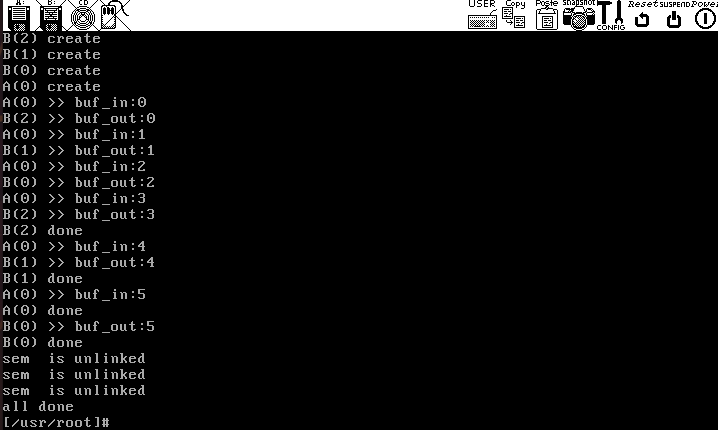 A: B: CD USER Copy Paste snapshot CONFIG Reset SUSPEND Power
B(2) create
B(1) create
B(0) create
A(0) create
A(0) >> buf_in:0
B(2) >> buf_out:0
A(0) >> buf_in:1
B(1) >> buf_out:1
A(0) >> buf_in:2
B(0) >> buf_out:2
A(0) >> buf_in:3
B(2) >> buf_out:3
B(2) done
A(0) >> buf_in:4
B(1) >> buf_out:4
B(1) done
A(0) >> buf_in:5
A(0) done
B(0) >> buf_out:5
B(0) done
sem  is unlinked
sem  is unlinked
sem  is unlinked
all done
[/usr/root]#